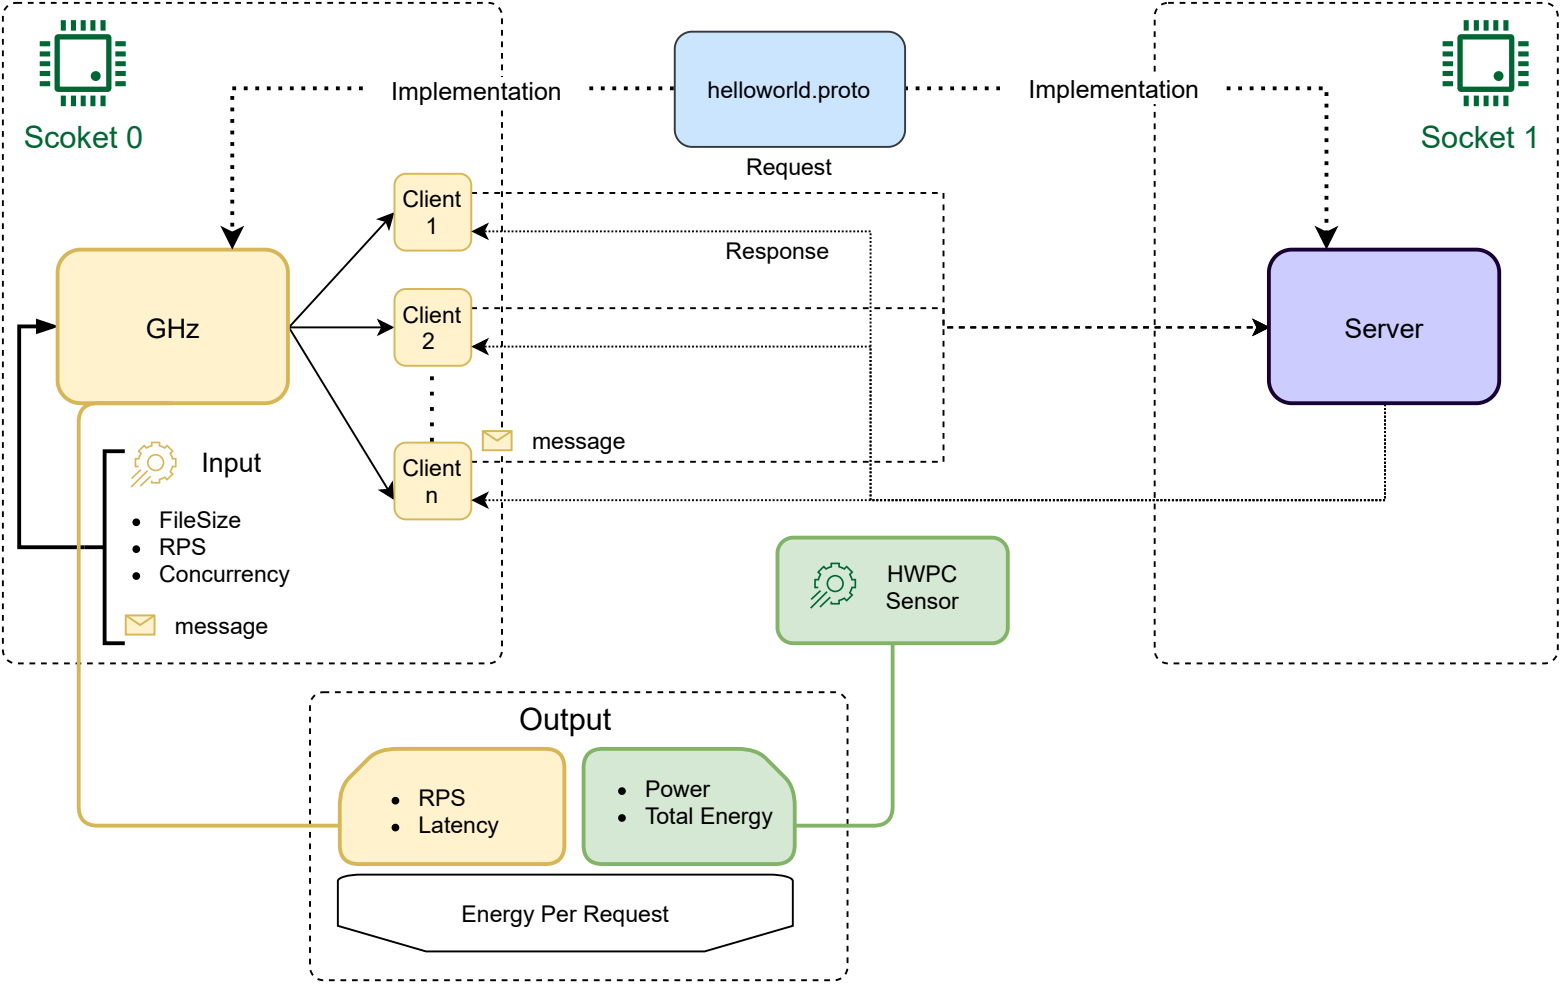 Scoket 0
Implementation
helloworld.proto
Implementation
Socket 1
Request
Client
1
Response
GHz
Client
2
Server
message
Client
n
Input
FileSize
RPS
Concurrency
message
HWPC
Sensor
Output
RPS
Latency
Power
Total Energy
Energy Per Request